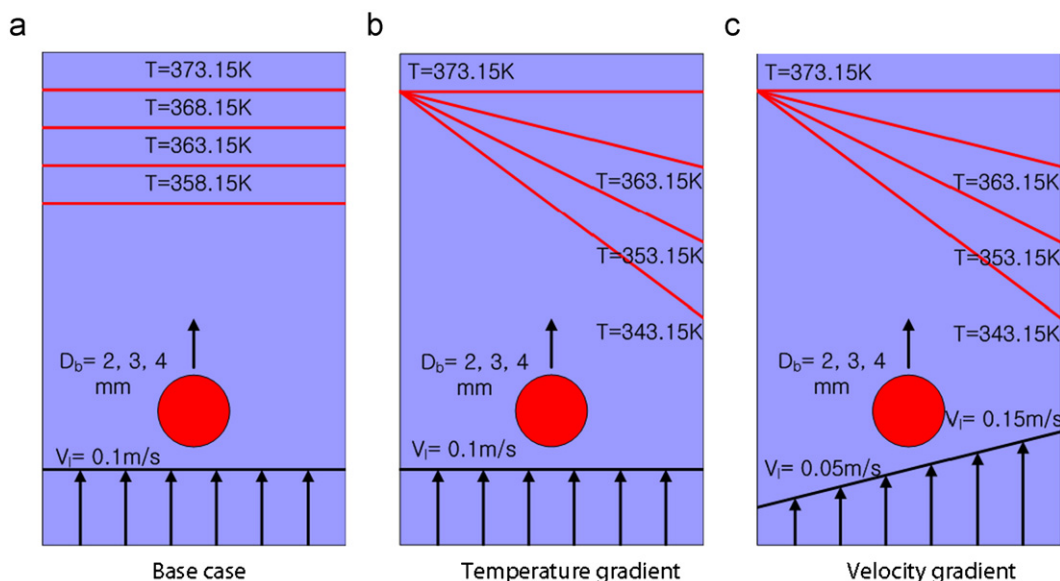 a
T=373.15K
T=368.15K
T=363.15K
T=358.15K
D_b= 2, 3, 4
mm
V_l= 0.1m/s
Base case
b
T=373.15K
T=363.15K
T=353.15K
T=343.15K
D_b= 2, 3, 4
mm
V_l= 0.1m/s
Temperature gradient
c
T=373.15K
T=363.15K
T=353.15K
T=343.15K
D_b= 2, 3, 4
mm
V_l= 0.15m/s
V_l= 0.05m/s
Velocity gradient